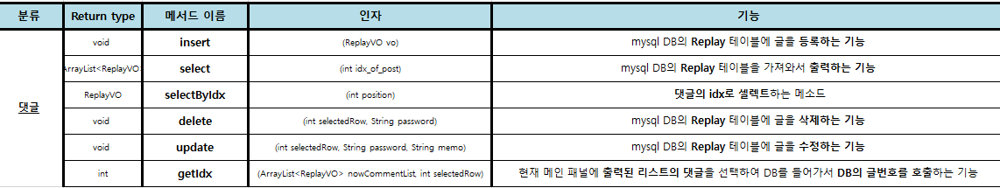 분류 Return type 메서드 이름 인자 기능
void insert (ReplayVO vo) mysql DB의 Replay 테이블에 글을 등록하는 기능
ArrayList<ReplayVO> select (int idx_of_post) mysql DB의 Replay 테이블을 가져와서 출력하는 기능
ReplayVO selectByIdx (int position) 댓글의 idx로 셀렉트하는 메소드
댓글 void delete (int selectedRow, String password) mysql DB의 Replay 테이블에 글을 삭제하는 기능
void update (int selectedRow, String password, String memo) mysql DB의 Replay 테이블에 글을 수정하는 기능
int getIdx (ArrayList<ReplayVO> nowCommentList, int selectedRow) 현재 메인 패널에 출력된 리스트의 댓글을 선택하여 DB를 들어가서 DB의 글번호를 호출하는 기능